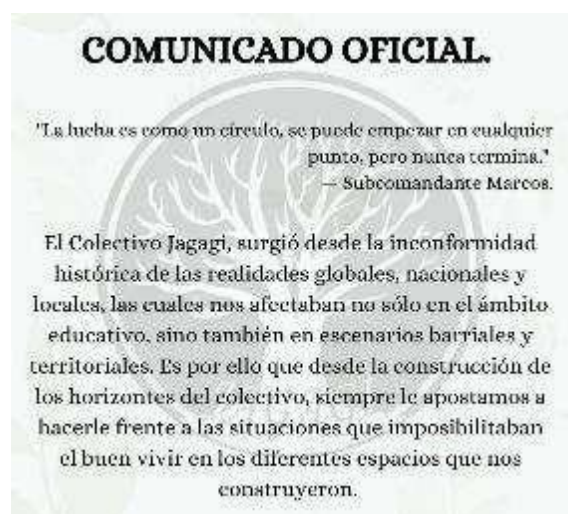 COMUNICADO OFICIAL.
"La lucha es como un círculo, se puede empezar en cualquier
punto, pero nunca termina."
— Subcomandante Marcos.
El Colectivo Jagagi, surgió desde la inconformidad
histórica de las realidades globales, nacionales y
locales, las cuales nos afectaban no sólo en el ámbito
educativo, sino también en escenarios barriales y
territoriales. Es por ello que desde la construcción de
los horizontes del colectivo, siempre le apostamos a
hacerle frente a las situaciones que imposibilitaban
el buen vivir en los diferentes espacios que nos
construyeron.